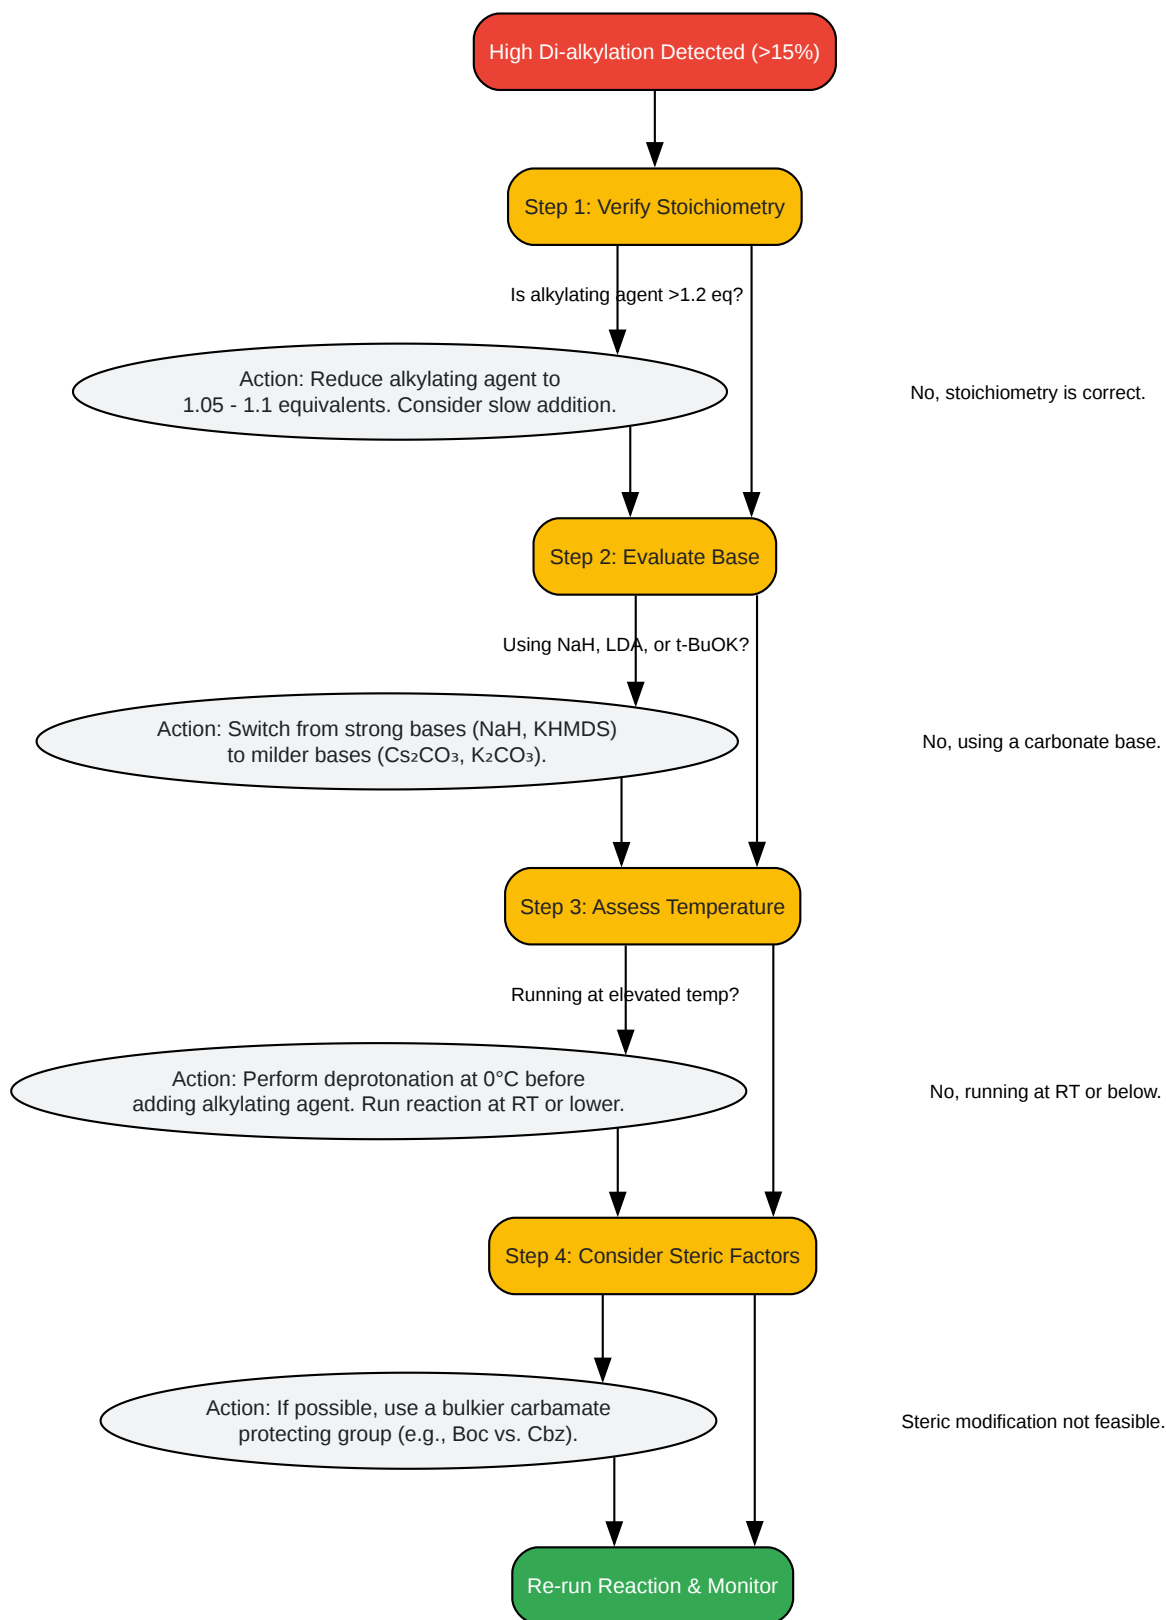 High Di-alkylation Detected (>15%)
Step 1: Verify Stoichiometry
Is alkylating agent >1.2 eq?
Action: Reduce alkylating agent to
1.05 - 1.1 equivalents. Consider slow addition.
No, stoichiometry is correct.
Step 2: Evaluate Base
Using NaH, LDA, or t-BuOK?
Action: Switch from strong bases (NaH, KHMDS)
to milder bases (Cs₂CO₃, K₂CO₃).
No, using a carbonate base.
Step 3: Assess Temperature
Running at elevated temp?
Action: Perform deprotonation at 0°C before
adding alkylating agent. Run reaction at RT or lower.
No, running at RT or below.
Step 4: Consider Steric Factors
Action: If possible, use a bulkier carbamate
protecting group (e.g., Boc vs. Cbz).
Steric modification not feasible.
Re-run Reaction & Monitor